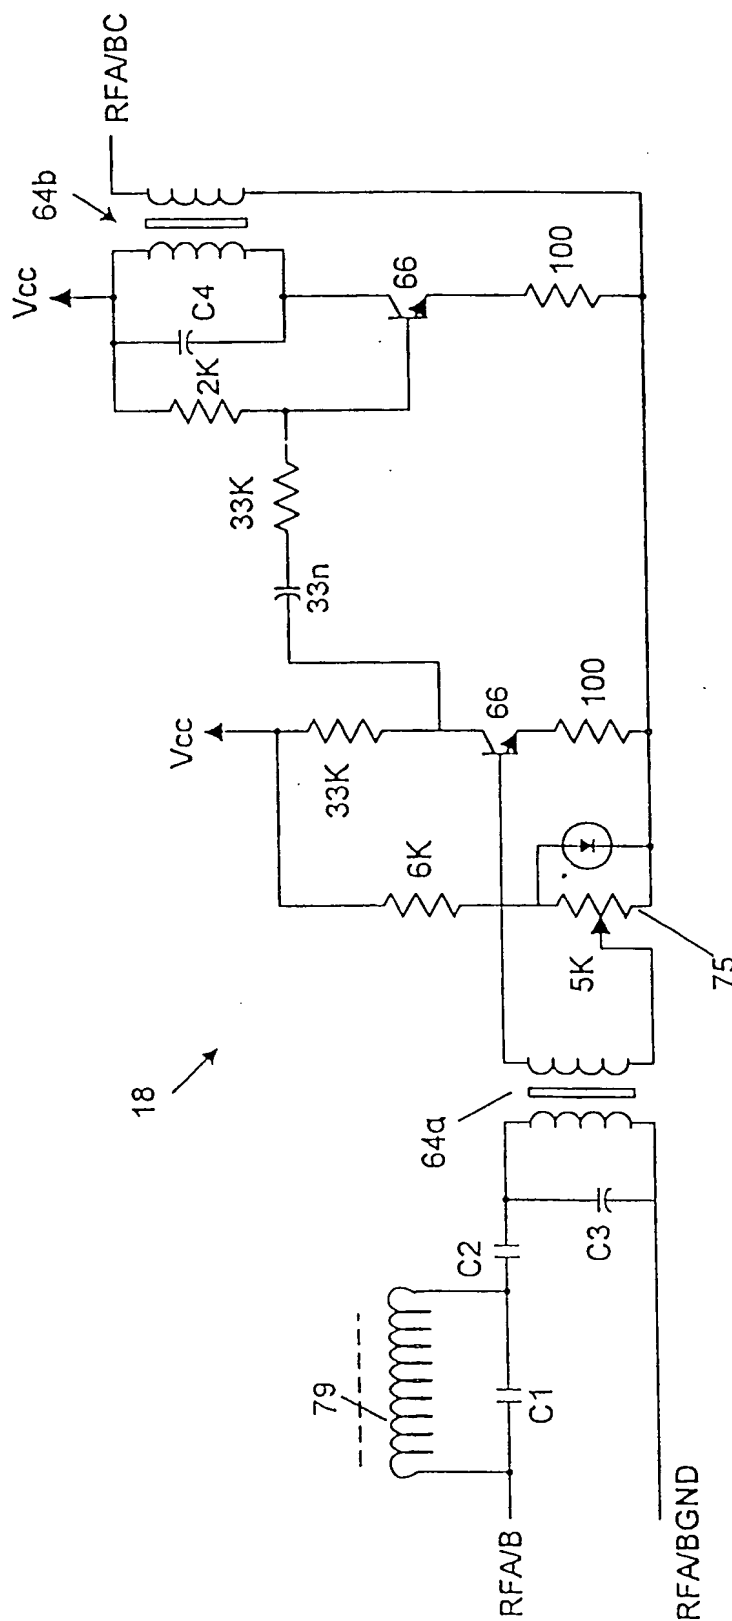 RFA/BC
64b
Vcc
C4
2K
66
100
33K
33n
Vcc
33K
66
100
6K
5K
75
18
64a
C2
C3
79
C1
RFA/B
RFA/BGND